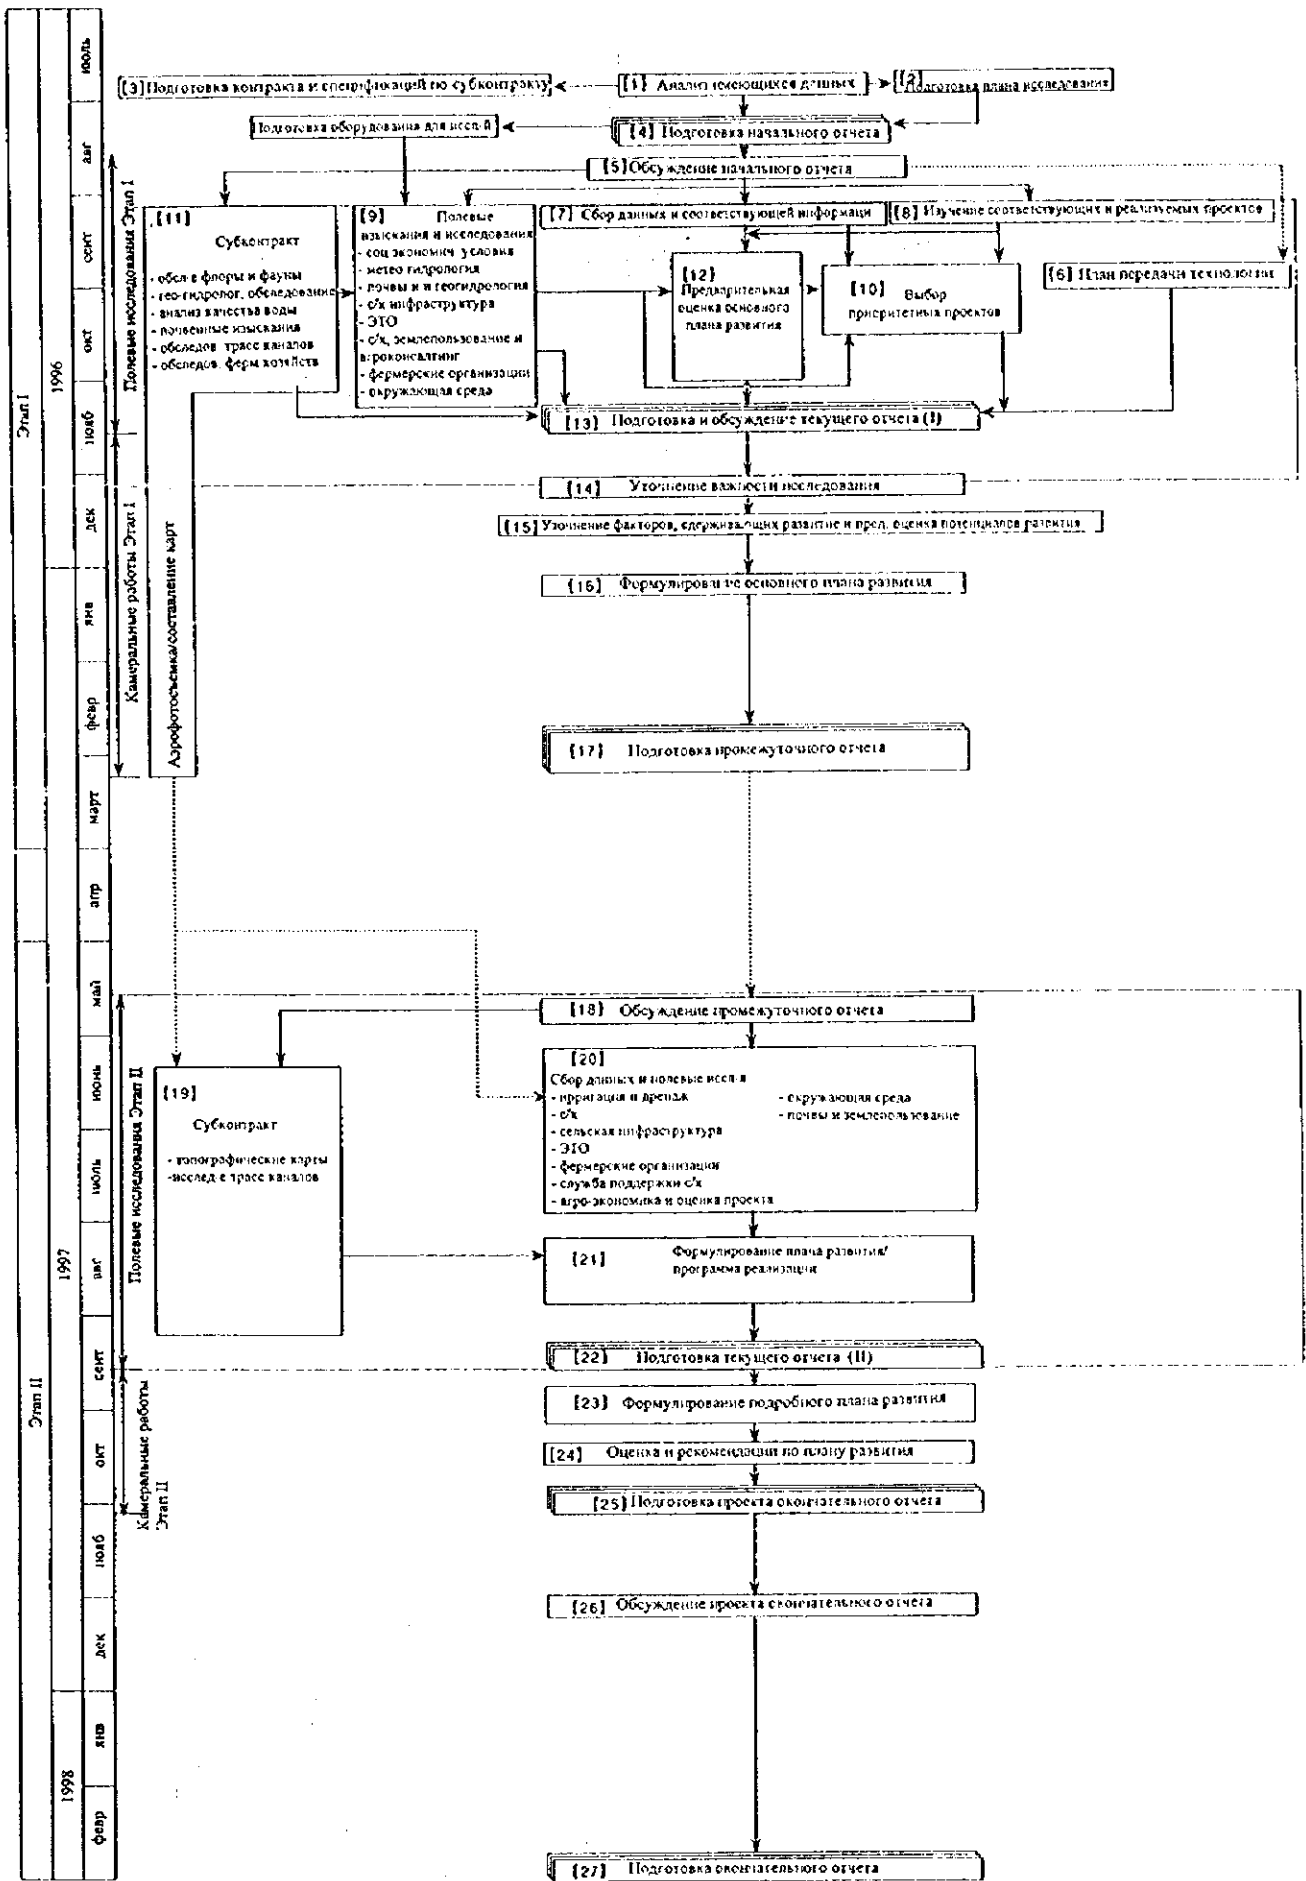 Этап I
1996
июль
авг
сент
окт
нояб
дек
янв
февр
март
апр
Полевые исследования Этап I
Камеральные работы Этап I
[3] Подготовка контракта и спецификаций по субконтракту
[1] Анализ имеющихся данных
[2] Подготовка плана исследования
Подготовка оборудования для иссл-й
[4] Подготовка начального отчета
[5] Обсуждение начального отчета
[11]
Субконтракт
- обсл-е флоры и фауны
- гео-гидролог. обследование
- анализ качества воды
- почвенные изыскания
- обследов. трасс каналов
- обследов. ферм хозяйств
Аэрофотосъемка/составление карт
[9] Полевые
изыскания и исследования
- соц экономич. условия
- метео гидрология
- почвы и и геогидрология
- с/х инфраструктура
- ЭТО
- с/х, землепользование и
агроконсалтинг
- фермерские организации
- окружающая среда
[7] Сбор данных и соответствующей информаци
[8] Изучение соответствующих и реализуемых проектов
[12]
Предварительная
оценка основного
плана развития
[10] Выбор
приоритетных проектов
[6] План передачи технологии
[13] Подготовка и обсуждение текущего отчета (I)
[14] Уточнение важности исследования
[15] Уточнение факторов, сдерживающих развитие и пред. оценка потенциалов развития
[16] Формулирование основного плана развития
[17] Подготовка промежуточного отчета
Этап II
1997
май
июнь
июль
авг
сент
окт
нояб
дек
1998
янв
февр
Полевые исследования Этап II
Камеральные работы
Этап II
[18] Обсуждение промежуточного отчета
[19]
Субконтракт
- топографические карты
-исслед-е трасс каналов
[20]
Сбор данных и полевые иссл-я
- ирригация и дренаж
- с/х
- сельская инфраструктура
- ЭТО
- фермерские организации
- служба поддержки с/х
- агро-экономика и оценка проекта
- окружающая среда
- почвы и землепользование
[21] Формулирование плана развития/
программа реализации
[22] Подготовка текущего отчета (II)
[23] Формулирование подробного плана развития
[24] Оценка и рекомендации по плану развития
[25] Подготовка проекта окончательного отчета
[26] Обсуждение проекта окончательного отчета
[27] Подготовка окончательного отчета